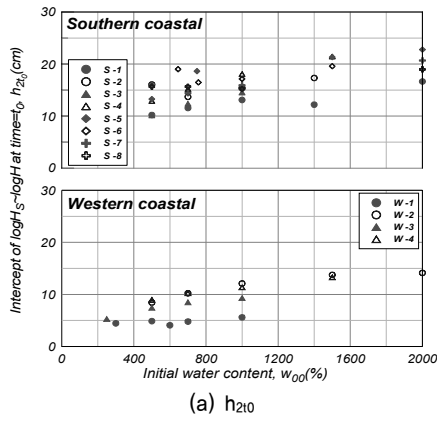 Southern coastal
30
20
10
0
S -1
S -2
S -3
S -4
S -5
S -6
S -7
S -8
Intercept of logHS~logH at time=t0, h2t0(cm)
Western coastal
30
20
10
0
W -1
W -2
W -3
W -4
0 400 800 1200 1600 2000
Initial water content, w00(%)
(a) h2t0